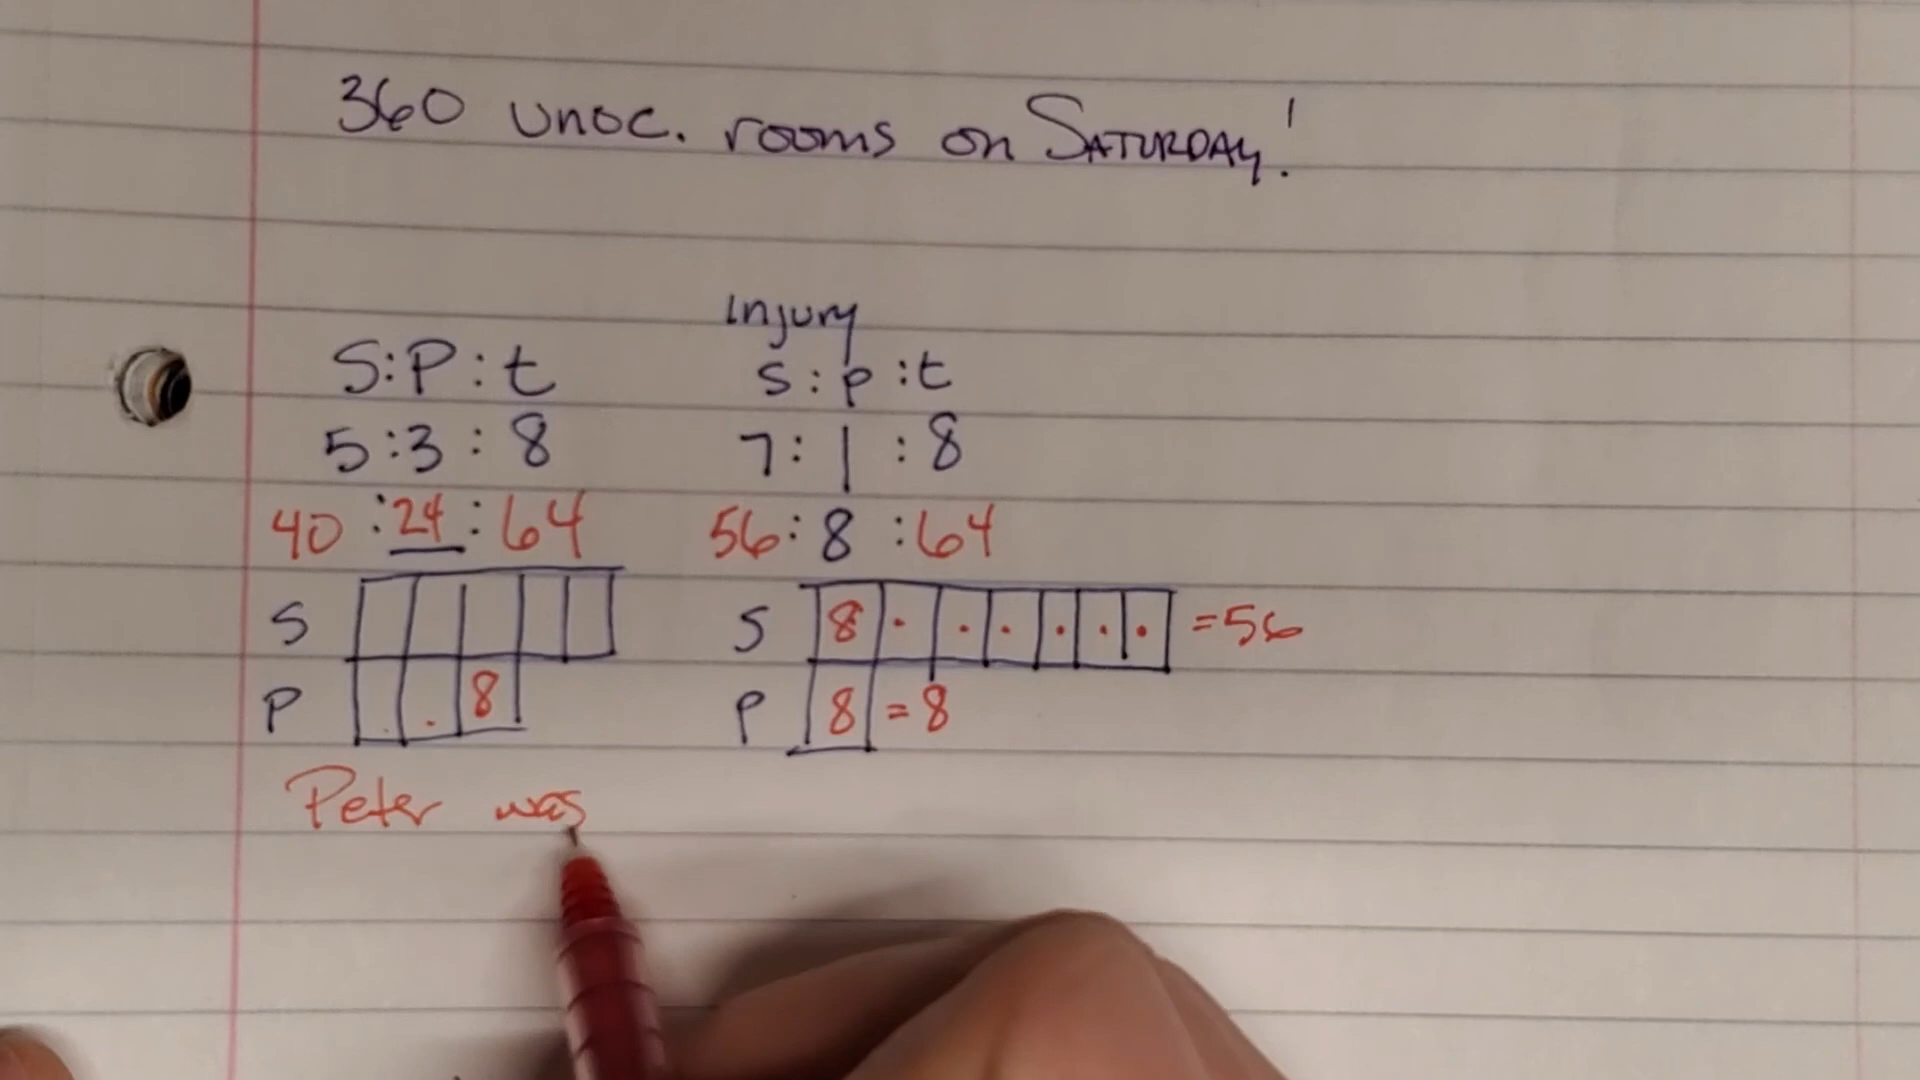 360 unoc. rooms on SATURDAY!
Injury
S:P:t s:p:t
5:3:8 7:1:8
40:24:64 56:8:64
S S 8 . . . . . . =56
P . 8 P 8 =8
Peter was